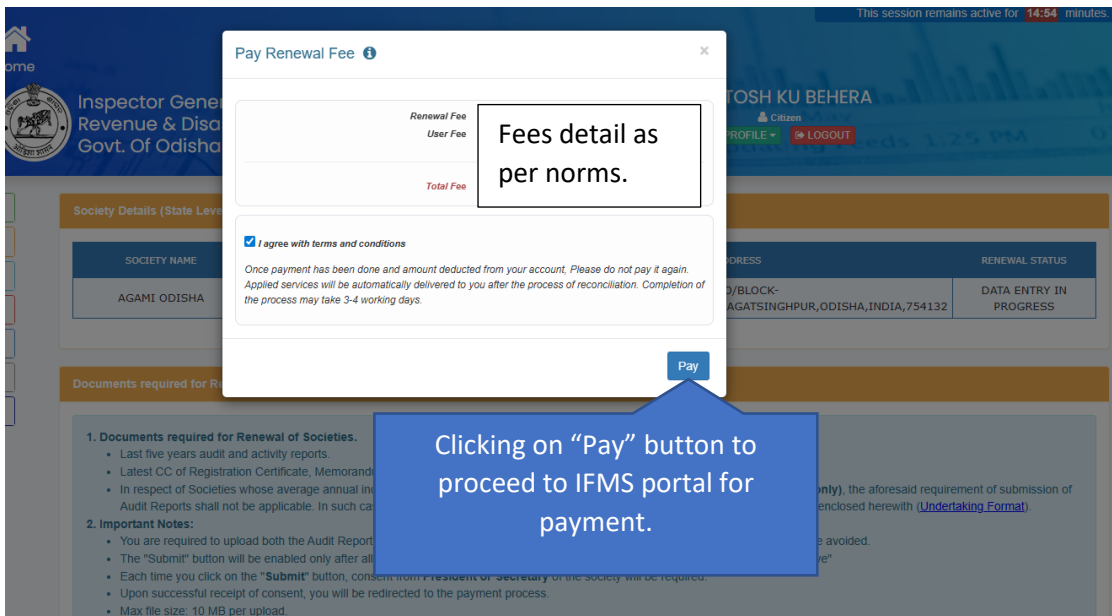 This session remains active for 14:54 minutes.
ome
Inspector Gener
Revenue & Disa
Govt. Of Odisha
TOSH KU BEHERA
Citizen
PROFILE
LOGOUT
Pay Renewal Fee
×
Renewal Fee
User Fee
Total Fee
Fees detail as
per norms.
I agree with terms and conditions
Once payment has been done and amount deducted from your account, Please do not pay it again.
Applied services will be automatically delivered to you after the process of reconciliation. Completion of
the process may take 3-4 working days.
Pay
Clicking on “Pay” button to
proceed to IFMS portal for
payment.
Society Details (State Leve
SOCIETY NAME
DRESS
RENEWAL STATUS
AGAMI ODISHA
O/BLOCK-
AGATSINGHPUR,ODISHA,INDIA,754132
DATA ENTRY IN
PROGRESS
Documents required for Re
1. Documents required for Renewal of Societies.
• Last five years audit and activity reports.
• Latest CC of Registration Certificate, Memorandu
• In respect of Societies whose average annual inc only), the aforesaid requirement of submission of
Audit Reports shall not be applicable. In such cas enclosed herewith (Undertaking Format).
2. Important Notes:
• You are required to upload both the Audit Report e avoided.
• The "Submit" button will be enabled only after all ve"
• Each time you click on the "Submit" button, consent from President or Secretary of the society will be required.
• Upon successful receipt of consent, you will be redirected to the payment process.
• Max file size: 10 MB per upload.